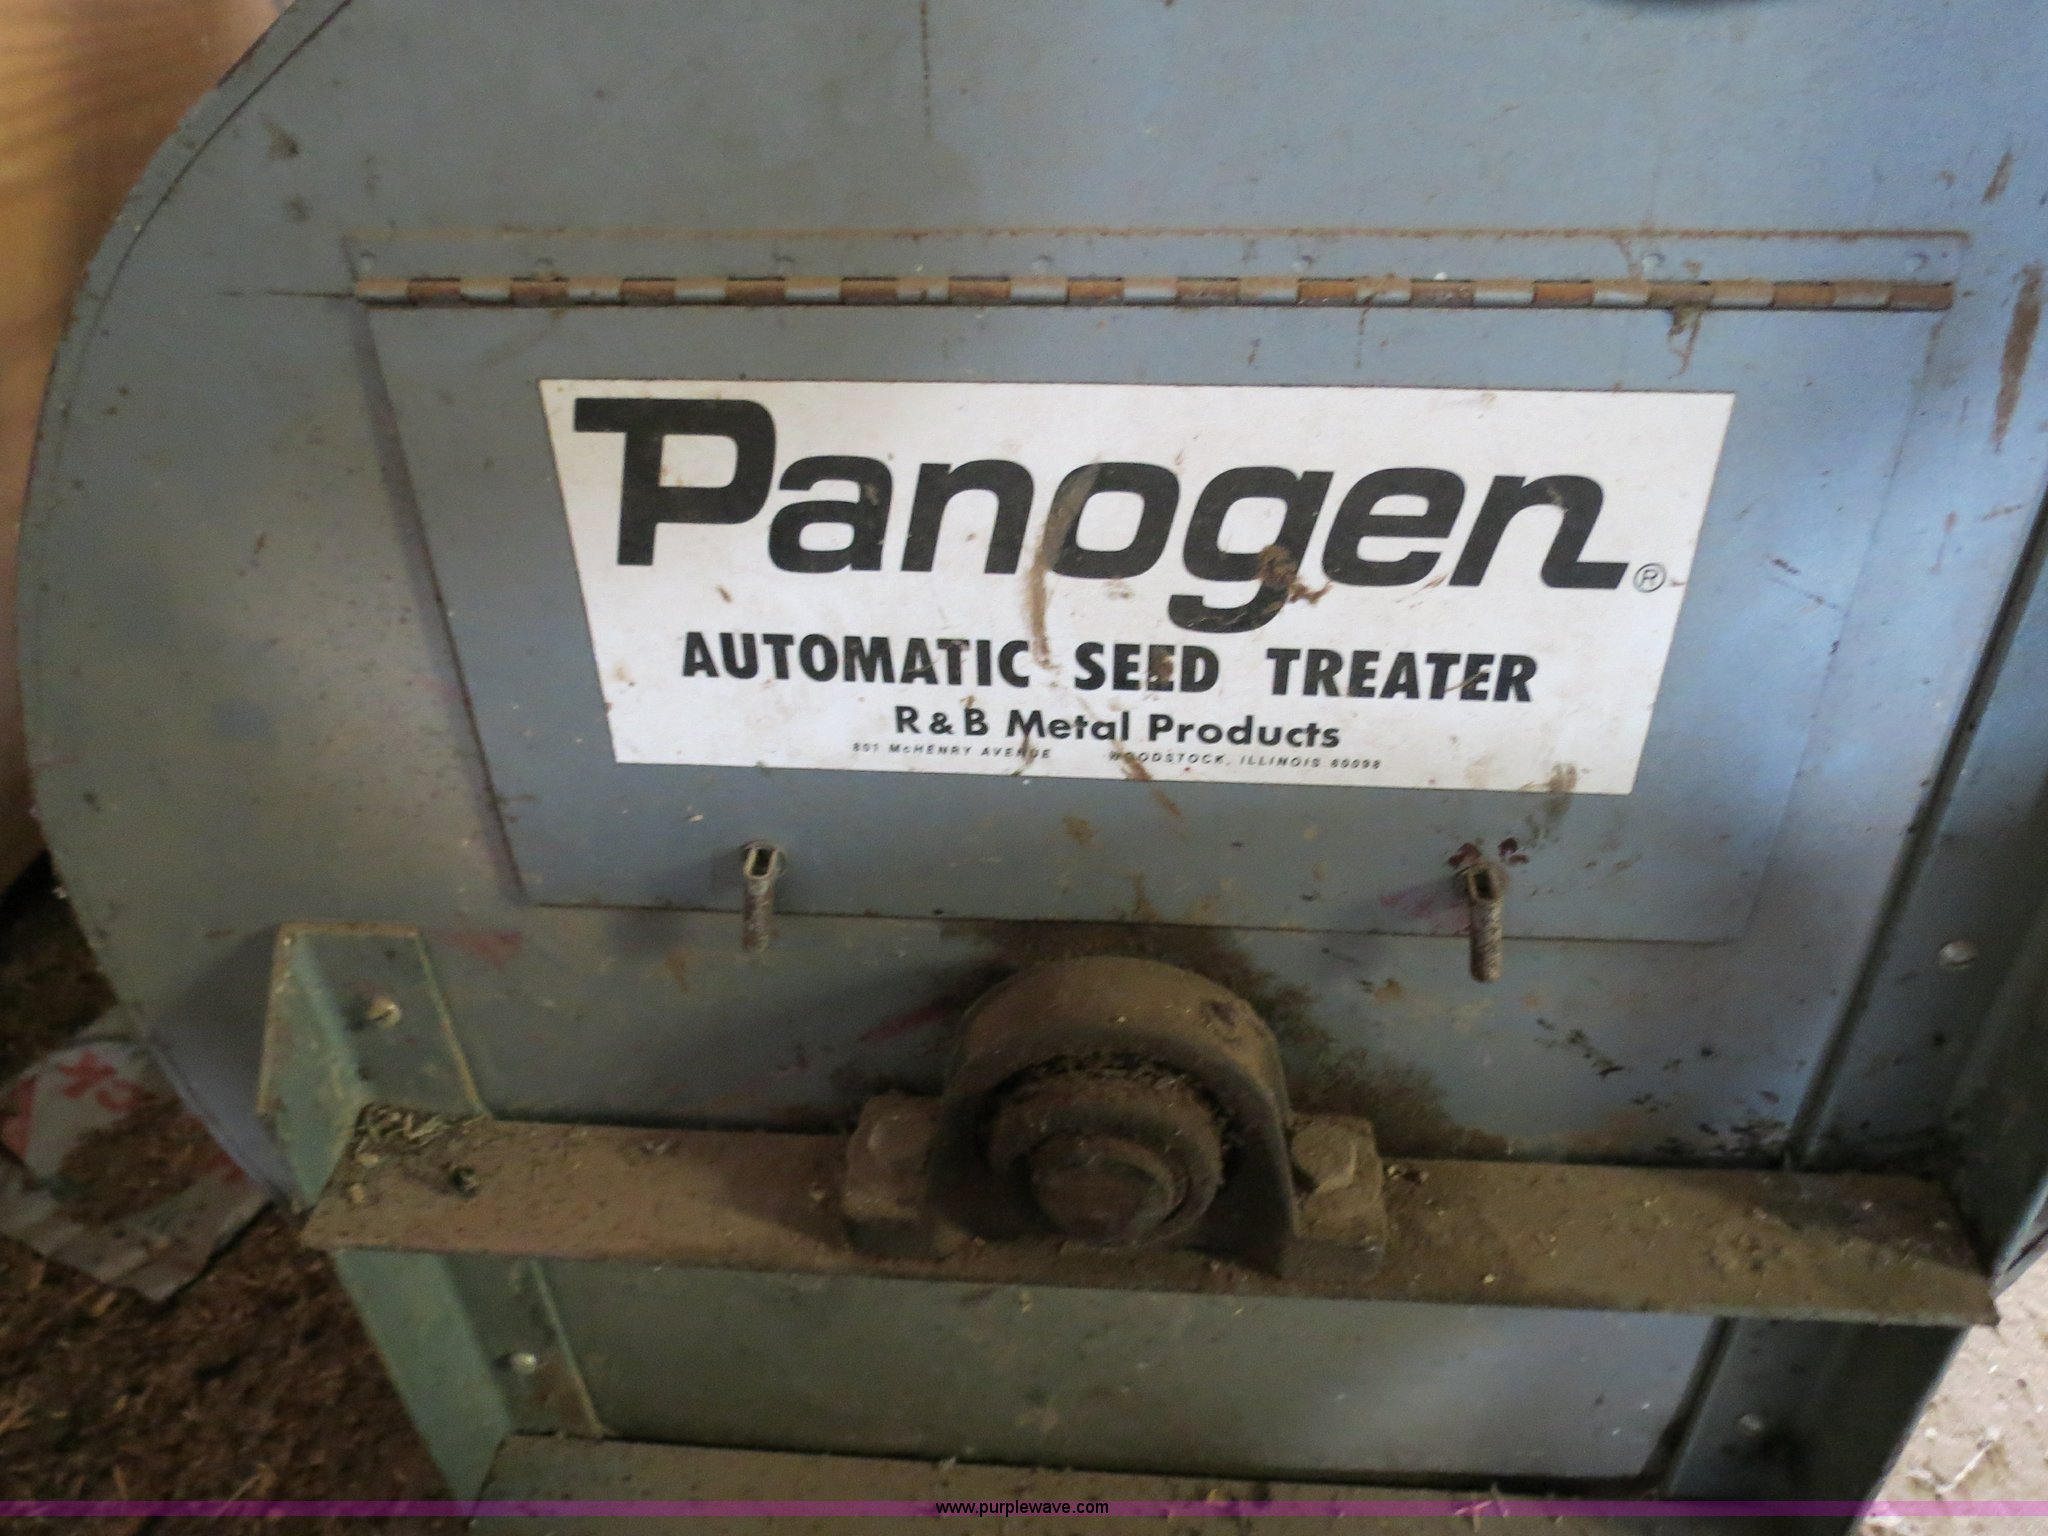 Panogen®
AUTOMATIC SEED TREATER
R & B Metal Products
801 McHENRY AVENUE WOODSTOCK, ILLINOIS 60098
www.purplewave.com